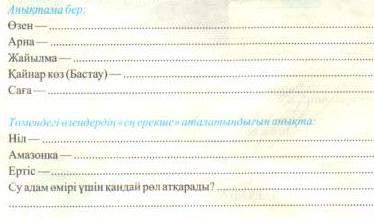 Анықтама бер:
Өзен —
Арна —
Жайылма —
Қайнар көз (Бастау) —
Саға —
Төмендегі өзендердің «ең ерекше» аталатындығын анықта:
Ніл —
Амазонка —
Ертіс —
Су адам өмірі үшін қандай рөл атқарады?